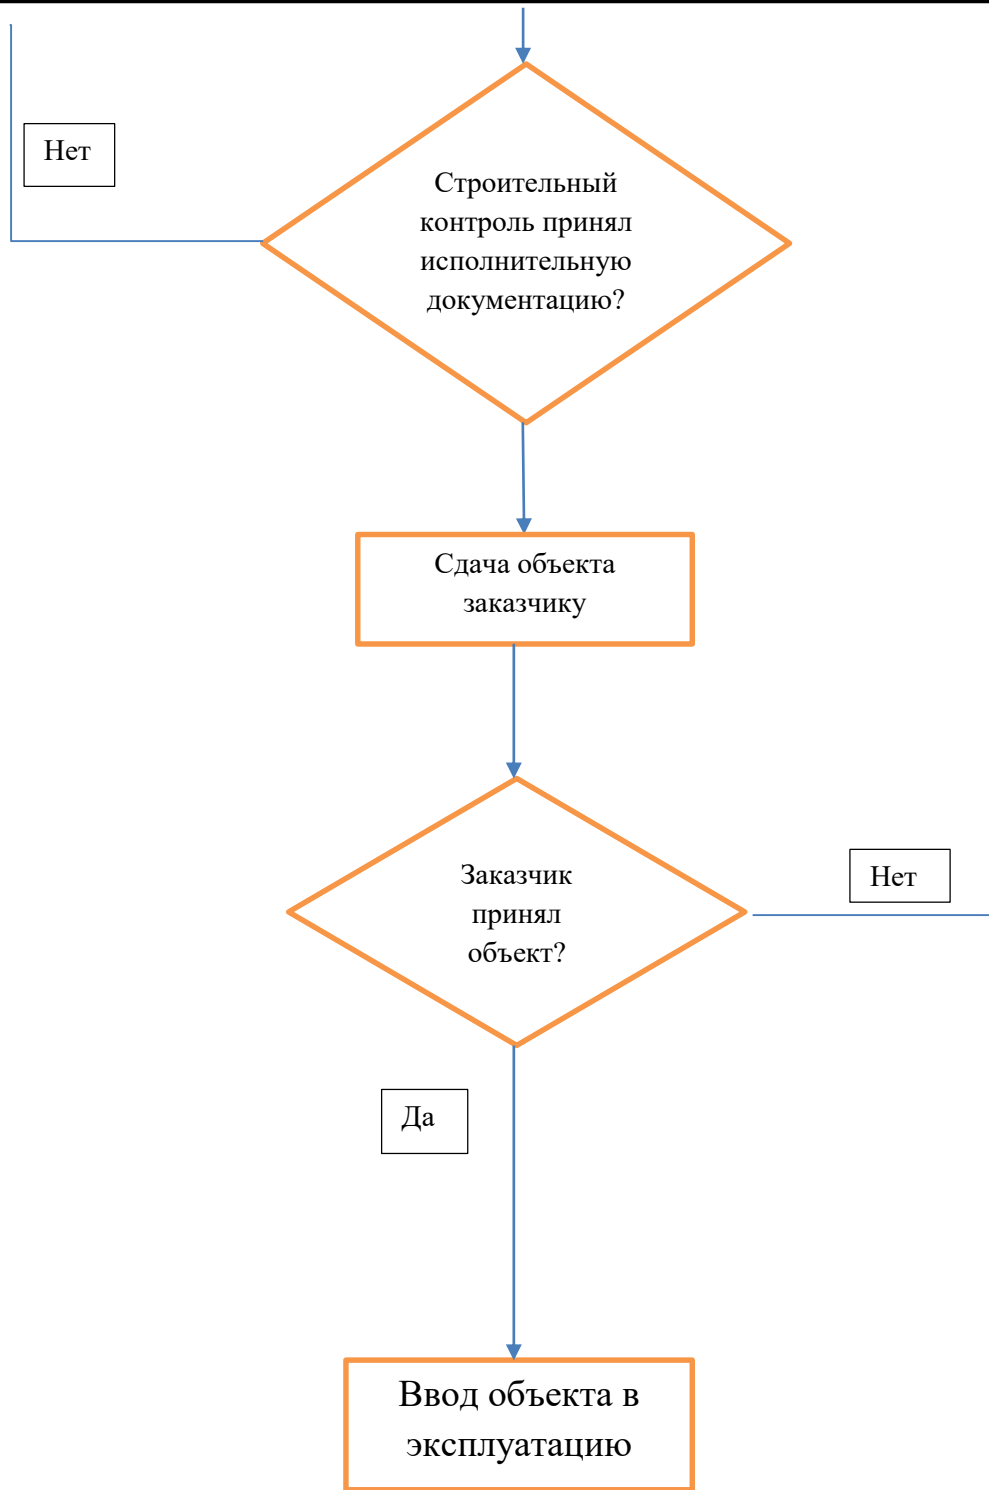 Нет
Строительный
контроль принял
исполнительную
документацию?
Сдача объекта
заказчику
Заказчик
принял
объект?
Нет
Да
Ввод объекта в
эксплуатацию